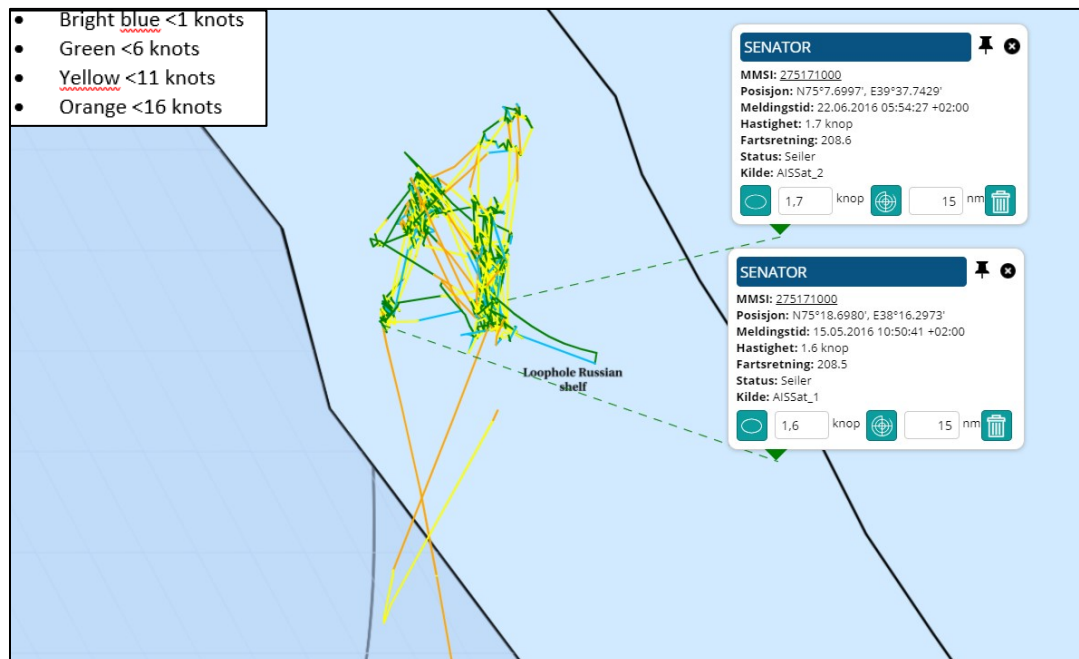 Bright blue <1 knots
Green <6 knots
Yellow <11 knots
Orange <16 knots
SENATOR
MMSI: 275171000
Posisjon: N75°7.6997', E39°37.7429'
Meldingstid: 22.06.2016 05:54:27 +02:00
Hastighet: 1.7 knop
Fartsretning: 208.6
Status: Seiler
Kilde: AISSat_2
1,7 knop 15 nm
SENATOR
MMSI: 275171000
Posisjon: N75°18.6980', E38°16.2973'
Meldingstid: 15.05.2016 10:50:41 +02:00
Hastighet: 1.6 knop
Fartsretning: 208.5
Status: Seiler
Kilde: AISSat_1
1,6 knop 15 nm
Loophole Russian
shelf